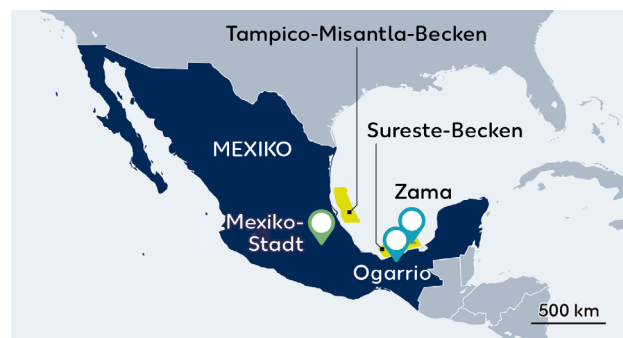 Tampico-Misantla-Becken
Sureste-Becken
MEXIKO
Zama
Mexiko-
Stadt
Ogarrio
500 km